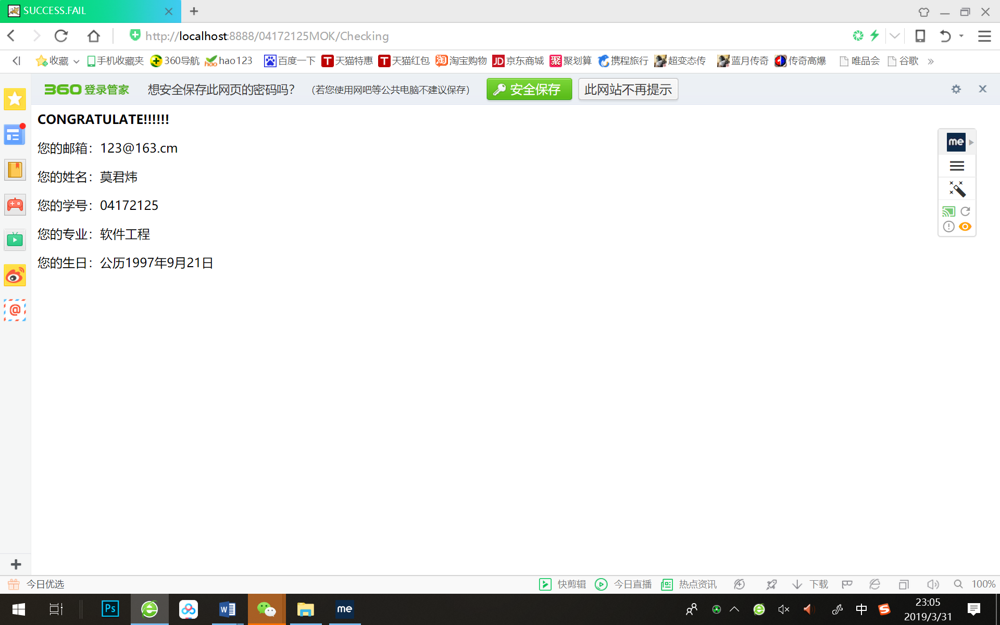 SUCCESS.FAIL
http://localhost:8888/04172125MOK/Checking
收藏 手机收藏夹 360导航 hao123 百度一下 天猫特惠 天猫红包 淘宝购物 京东商城 聚划算 携程旅行 超变态传 蓝月传奇 传奇高爆 唯品会 谷歌 »
360 登录管家 想安全保存此网页的密码吗? (若您使用网吧等公共电脑不建议保存) 安全保存 此网站不再提示
CONGRATULATE!!!!!!
您的邮箱：123@163.cm
您的姓名：莫君炜
您的学号：04172125
您的专业：软件工程
您的生日：公历1997年9月21日
me
今日优选 快剪辑 今日直播 热点资讯 下载 100%
Ps me 中 23:05
2019/3/31